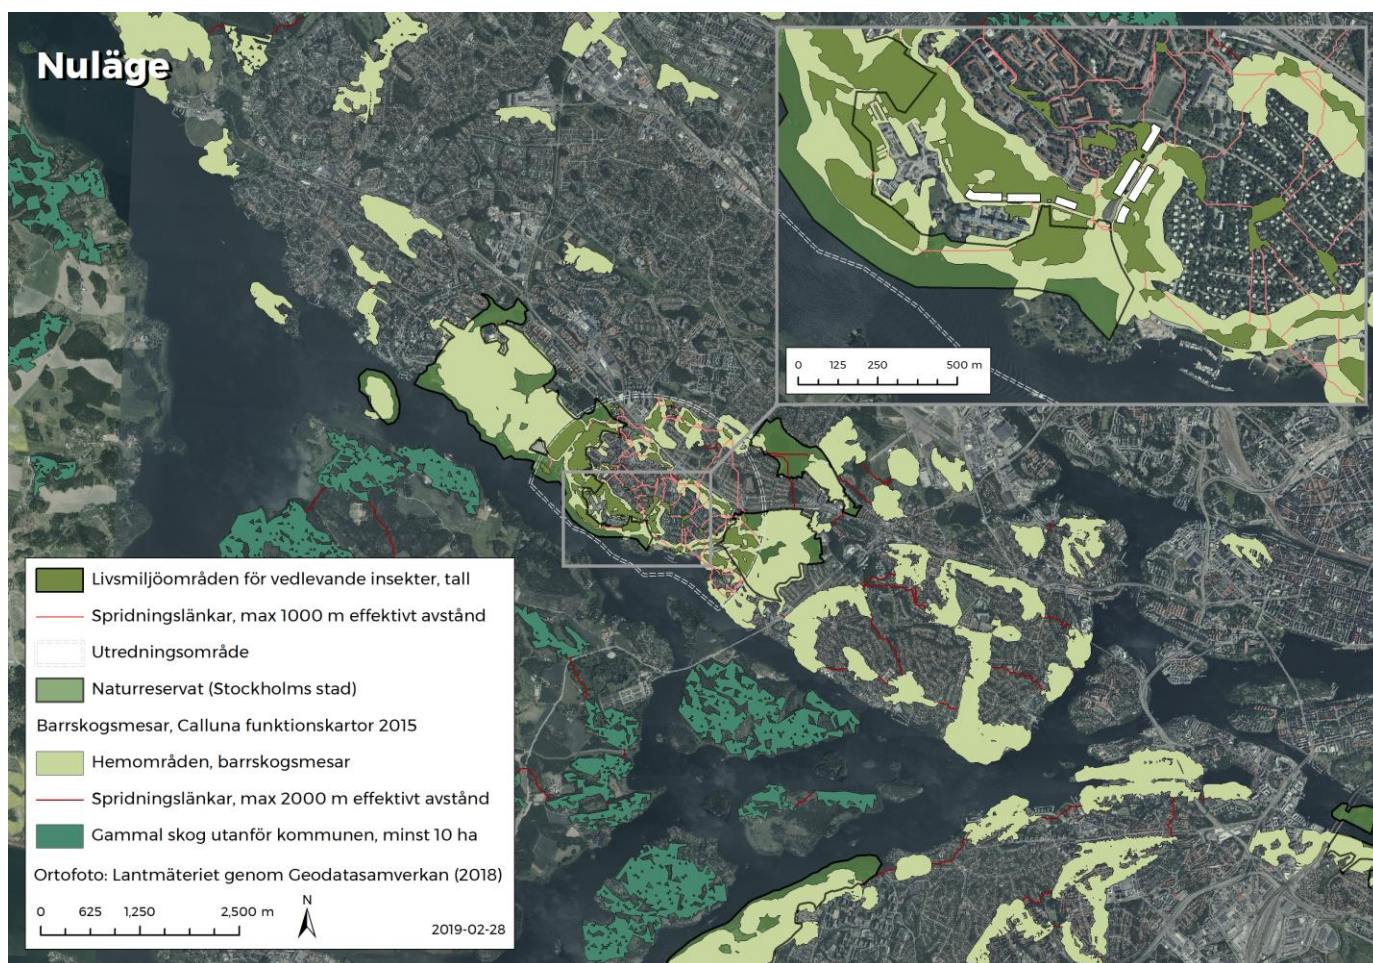 Nuläge
0 125 250 500 m
Livsmiljöområden för vedlevande insekter, tall
Spridningslänkar, max 1000 m effektivt avstånd
Utredningsområde
Naturreservat (Stockholms stad)
Barrskogsmesar, Calluna funktionskartor 2015
Hemområden, barrskogsmesar
Spridningslänkar, max 2000 m effektivt avstånd
Gammal skog utanför kommunen, minst 10 ha
Ortofoto: Lantmäteriet genom Geodatasamverkan (2018)
N
0 625 1,250 2,500 m
2019-02-28